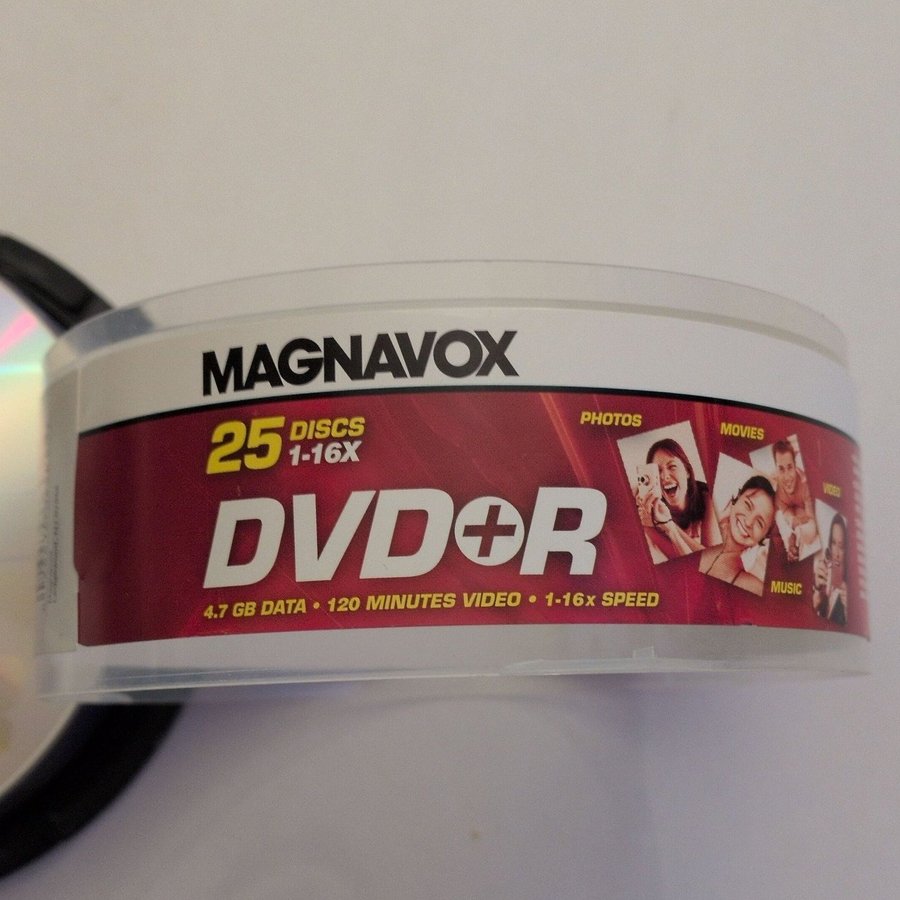 MAGNAVOX
25 DISCS
1-16X
DVD+R
4.7 GB DATA • 120 MINUTES VIDEO • 1-16x SPEED
PHOTOS
MOVIES
VIDEO
MUSIC